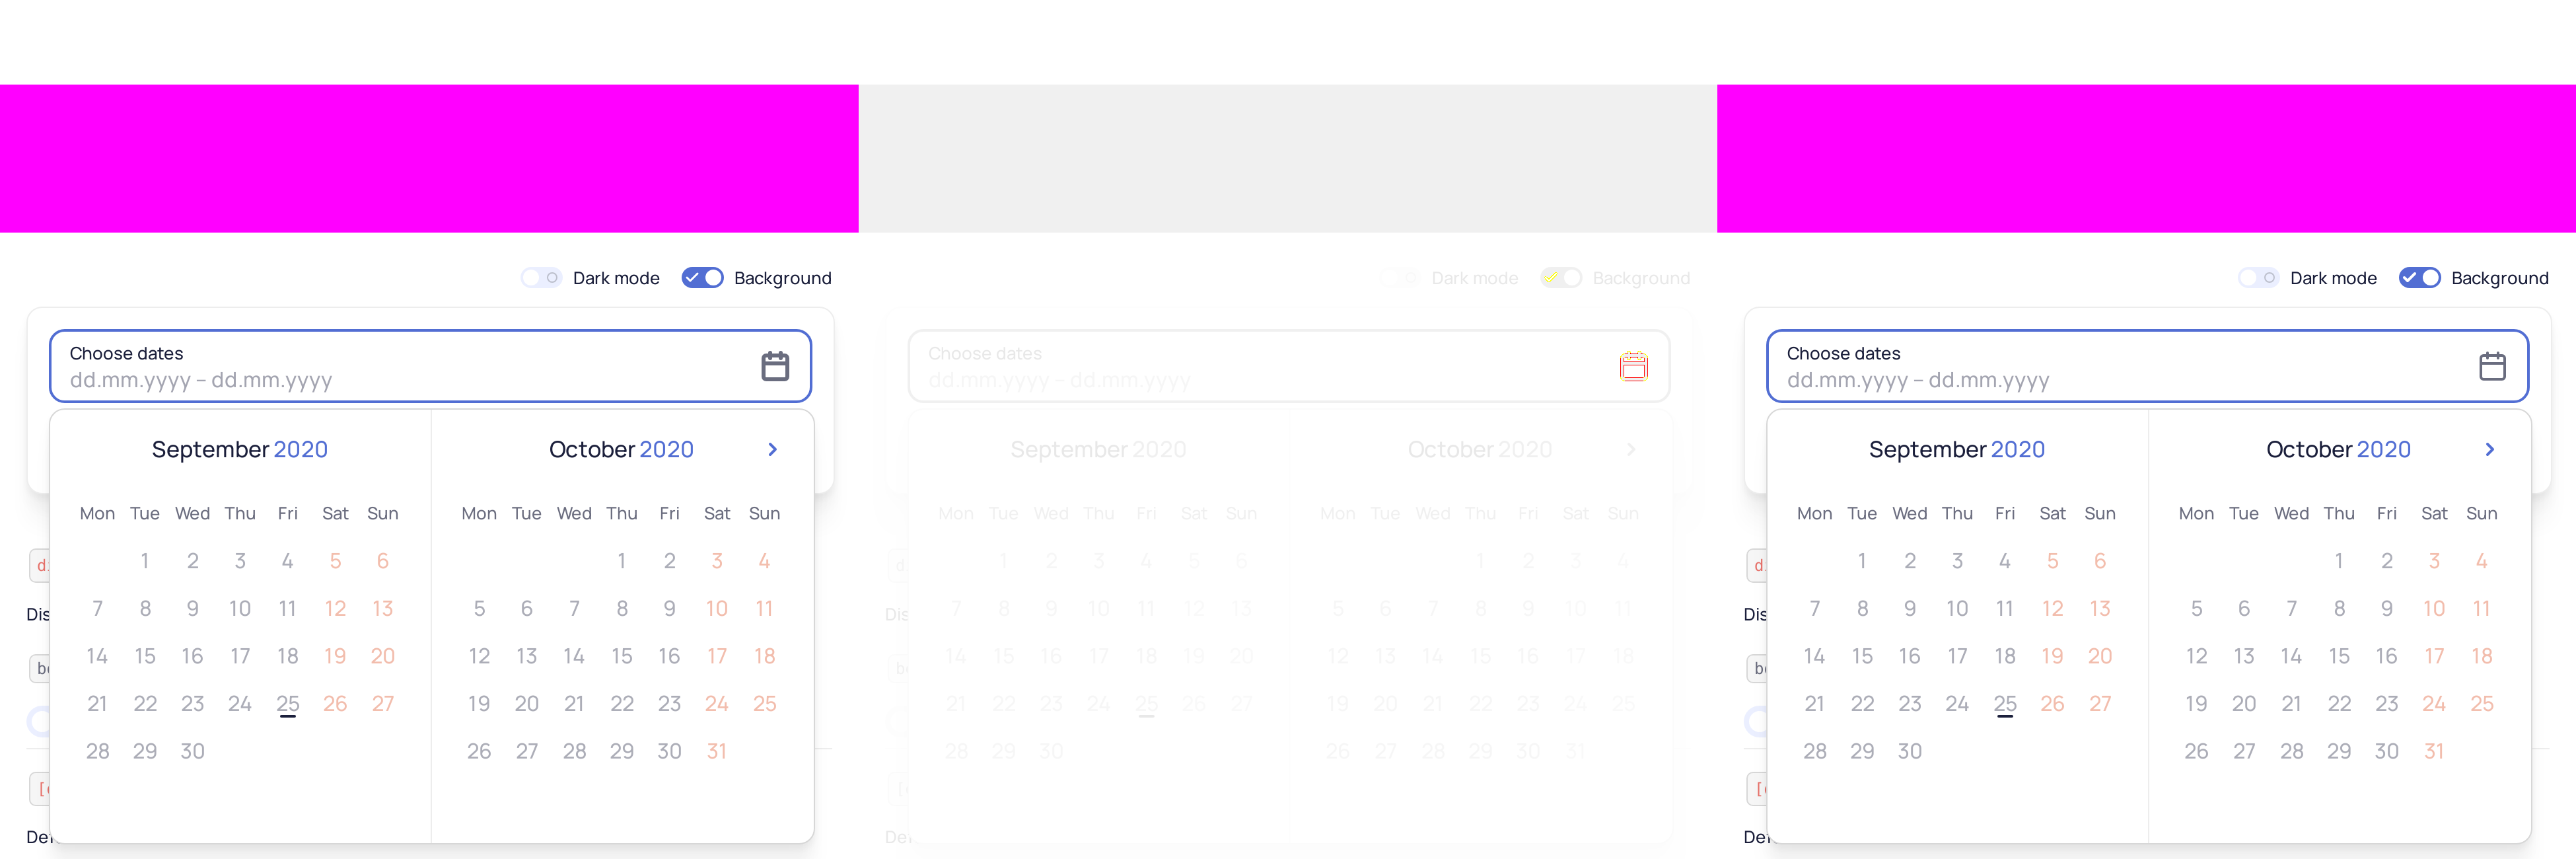 Dark mode
Background
Choose dates
dd.mm.yyyy – dd.mm.yyyy
September 2020
October 2020
Mon Tue Wed Thu Fri Sat Sun
Mon Tue Wed Thu Fri Sat Sun
1 2 3 4 5 6
1 2 3 4
7 8 9 10 11 12 13
5 6 7 8 9 10 11
14 15 16 17 18 19 20
12 13 14 15 16 17 18
21 22 23 24 25 26 27
19 20 21 22 23 24 25
28 29 30
26 27 28 29 30 31
Dis
Dark mode
Background
Choose dates
dd.mm.yyyy – dd.mm.yyyy
September 2020
October 2020
Mon Tue Wed Thu Fri Sat Sun
Mon Tue Wed Thu Fri Sat Sun
1 2 3 4 5 6
1 2 3 4
7 8 9 10 11 12 13
5 6 7 8 9 10 11
14 15 16 17 18 19 20
12 13 14 15 16 17 18
21 22 23 24 25 26 27
19 20 21 22 23 24 25
28 29 30
26 27 28 29 30 31
Dis
Dark mode
Background
Choose dates
dd.mm.yyyy – dd.mm.yyyy
September 2020
October 2020
Mon Tue Wed Thu Fri Sat Sun
Mon Tue Wed Thu Fri Sat Sun
1 2 3 4 5 6
1 2 3 4
7 8 9 10 11 12 13
5 6 7 8 9 10 11
14 15 16 17 18 19 20
12 13 14 15 16 17 18
21 22 23 24 25 26 27
19 20 21 22 23 24 25
28 29 30
26 27 28 29 30 31
Dis